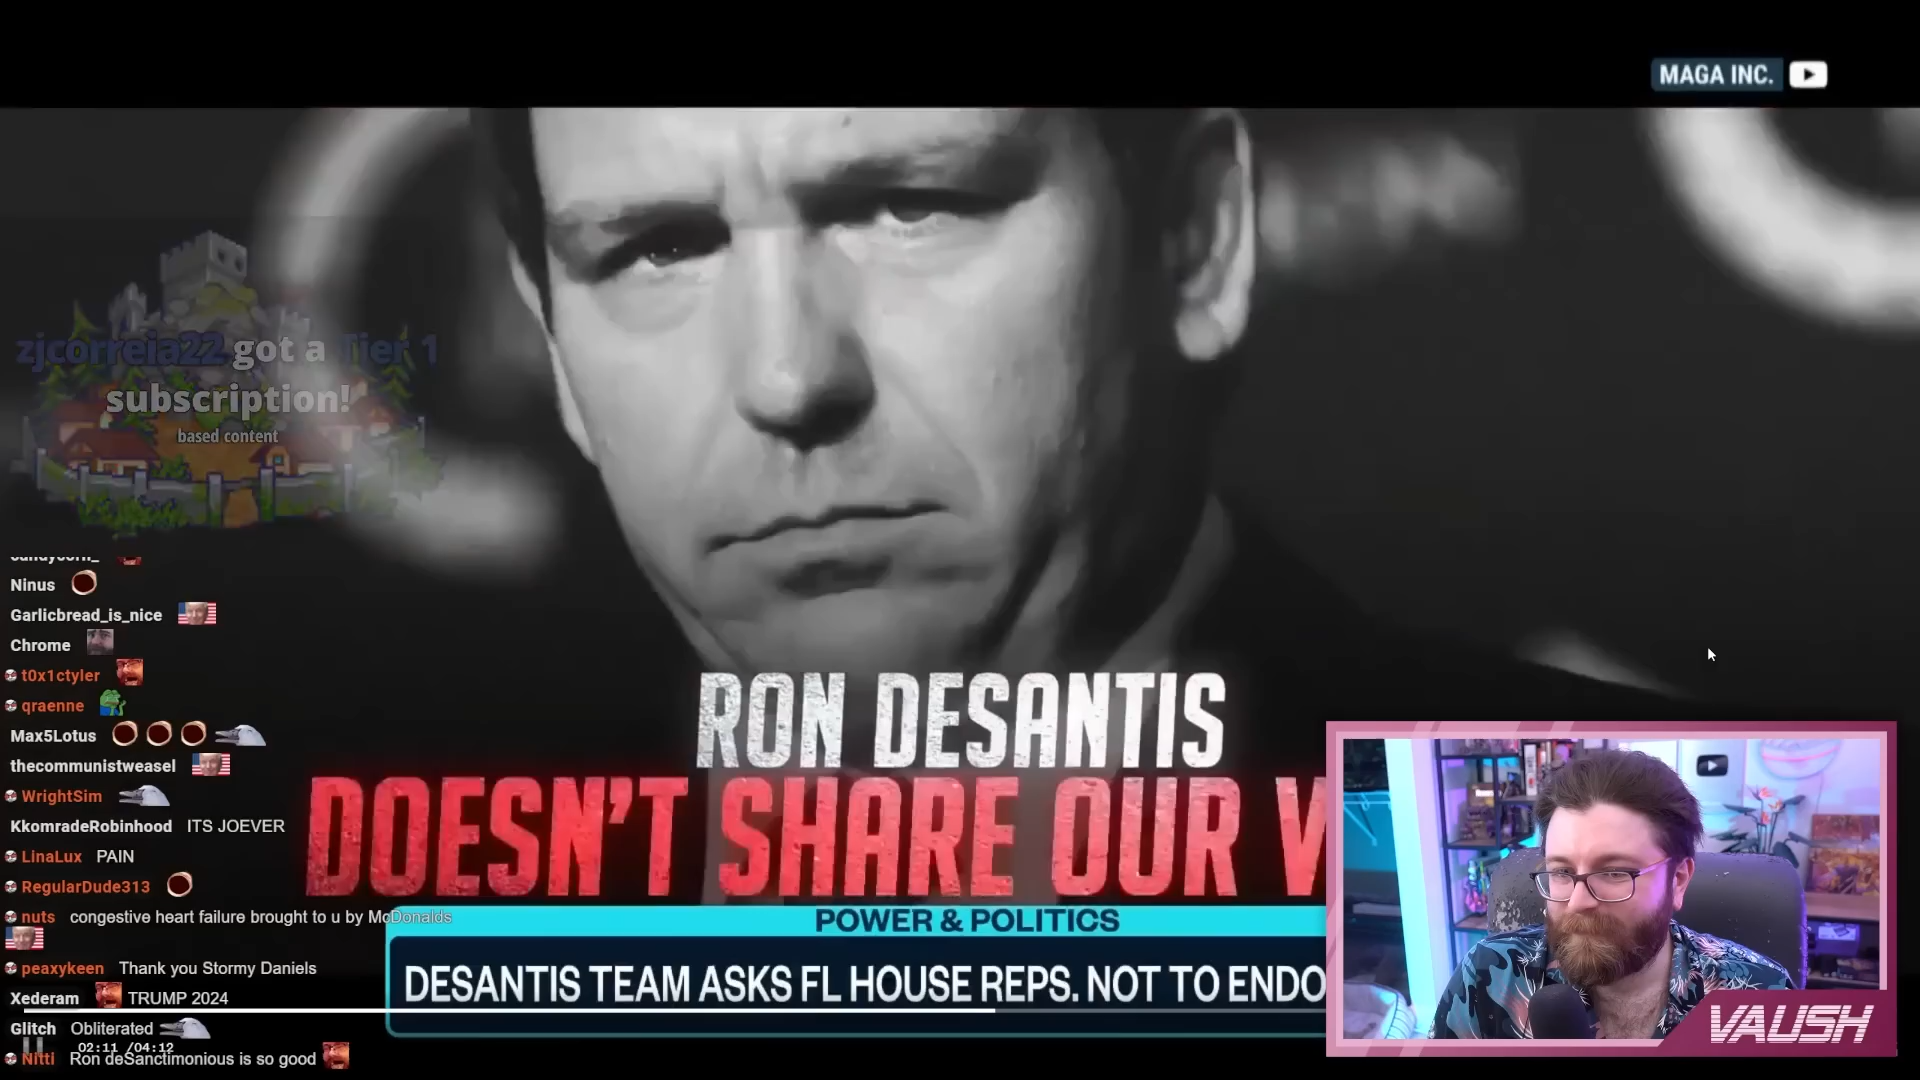 MAGA INC.
zjcorreia22 got a Tier 1
subscription!
based content
Ninus
Garlicbread_is_nice
Chrome
t0x1ctyler
qraenne
Max5Lotus
thecommunistweasel
WrightSim
KkomradeRobinhood ITS JOEVER
LinaLux PAIN
RegularDude313
nuts congestive heart failure brought to u by McDonalds
peaxykeen Thank you Stormy Daniels
Xederam TRUMP 2024
Glitch Obliterated
02:11 /04:12
Nitti Ron deSanctimonious is so good
RON DESANTIS
DOESN'T SHARE OUR V
POWER & POLITICS
DESANTIS TEAM ASKS FL HOUSE REPS. NOT TO ENDO
VAUSH